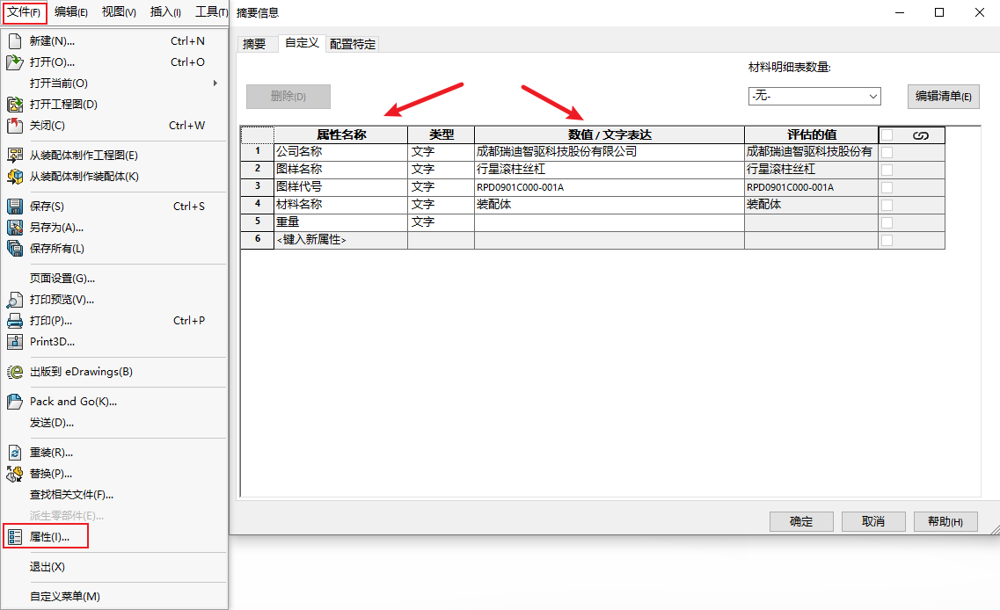 文件(F) 编辑(E) 视图(V) 插入(I) 工具(T)
新建(N)... Ctrl+N
打开(O)... Ctrl+O
打开当前(O)
打开工程图(D)
关闭(C) Ctrl+W
从装配体制作工程图(E)
从装配体制作装配体(K)
保存(S) Ctrl+S
另存为(A)...
保存所有(L)
页面设置(G)...
打印预览(V)...
打印(P)... Ctrl+P
Print3D...
出版到 eDrawings(B)
Pack and Go(K)...
发送(D)...
重装(R)...
替换(P)...
查找相关文件(F)...
派生零部件(E)...
属性(I)...
退出(X)
自定义菜单(M)
摘要信息
摘要 自定义 配置特定
材料明细表数量:
删除(D) -无- 编辑清单(E)
属性名称 类型 数值 / 文字表达 评估的值
1 公司名称 文字 成都瑞迪智驱科技股份有限公司 成都瑞迪智驱科技股份有
2 图样名称 文字 行星滚柱丝杠 行星滚柱丝杠
3 图样代号 文字 RPD0901C000-001A RPD0901C000-001A
4 材料名称 文字 装配体 装配体
5 重量 文字
6 <键入新属性>
确定 取消 帮助(H)